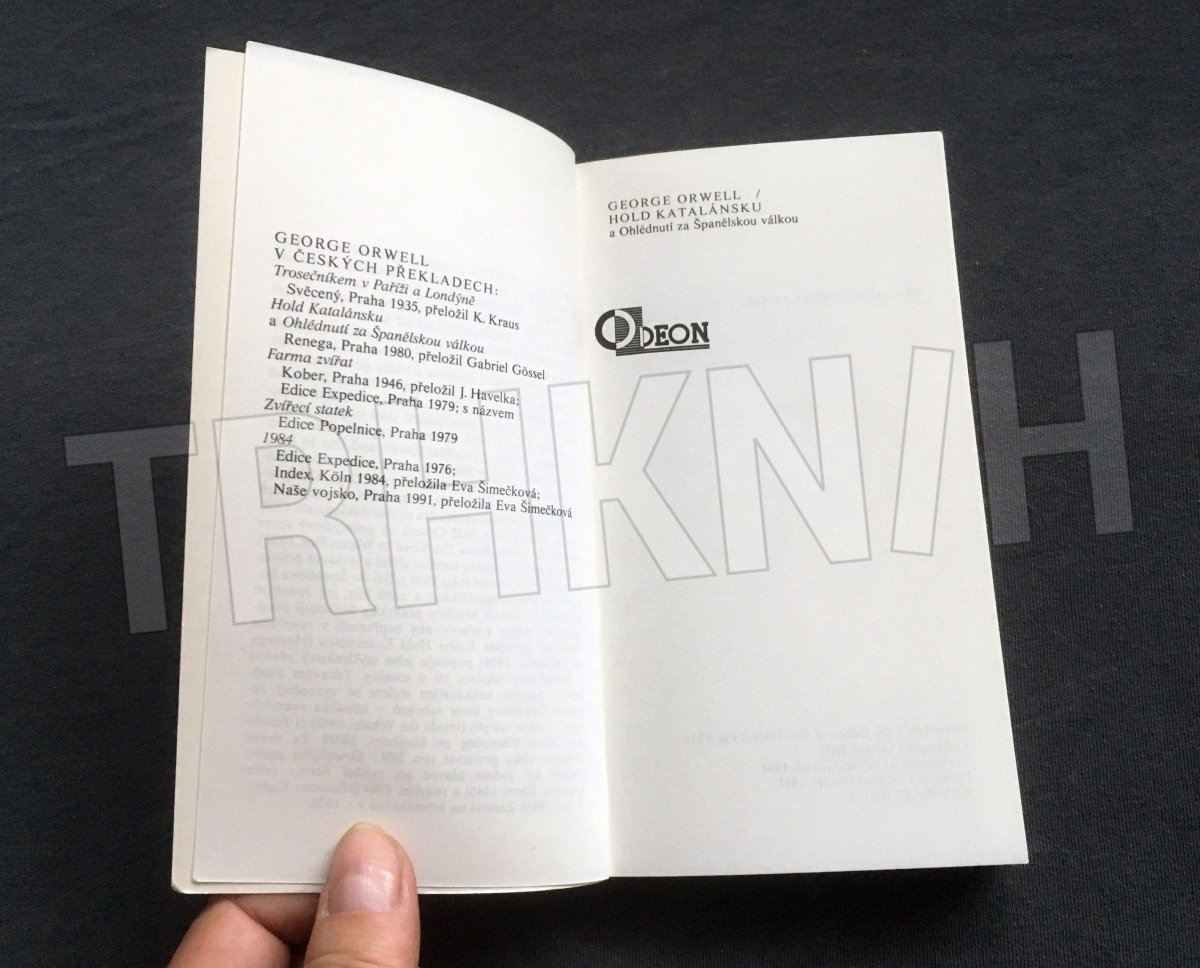 GEORGE ORWELL
V ČESKÝCH PŘEKLADECH:
Trosečníkem v Paříži a Londýně
Svěcený, Praha 1935, přeložil K. Kraus
Hold Katalánsku
a Ohlédnutí za Španělskou válkou
Renega, Praha 1980, přeložil Gabriel Gössel
Farma zvířat
Kober, Praha 1946, přeložil J. Havelka;
Edice Expedice, Praha 1979; s názvem
Zvířecí statek
Edice Popelnice, Praha 1979
1984
Edice Expedice, Praha 1976;
Index, Köln 1984, přeložila Eva Šimečková;
Naše vojsko, Praha 1991, přeložila Eva Šimečková
GEORGE ORWELL /
HOLD KATALÁNSKU
a Ohlédnutí za Španělskou válkou
ODEON
TRHKNIH